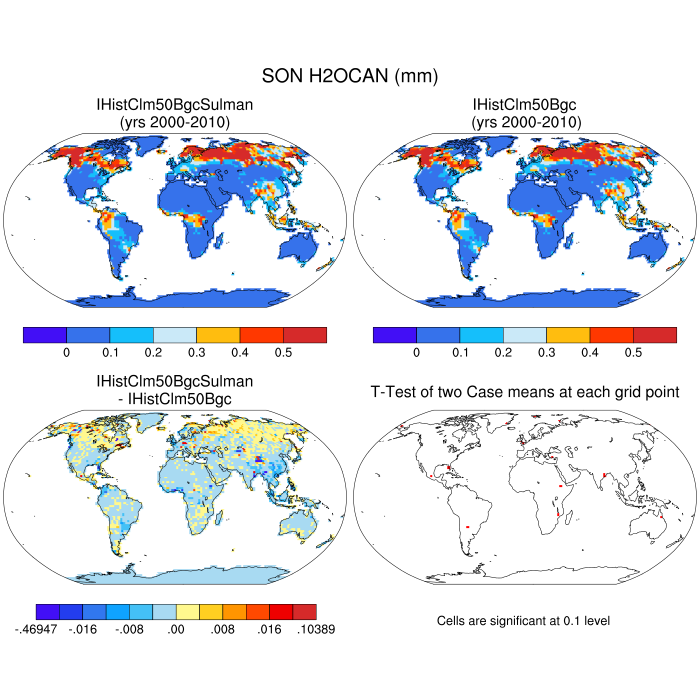 SON H2OCAN (mm)
IHistClm50BgcSulman
(yrs 2000-2010)
IHistClm50Bgc
(yrs 2000-2010)
0 0.1 0.2 0.3 0.4 0.5
0 0.1 0.2 0.3 0.4 0.5
IHistClm50BgcSulman
- IHistClm50Bgc
T-Test of two Case means at each grid point
-.46947 -.016 -.008 .00 .008 .016 .10389
Cells are significant at 0.1 level